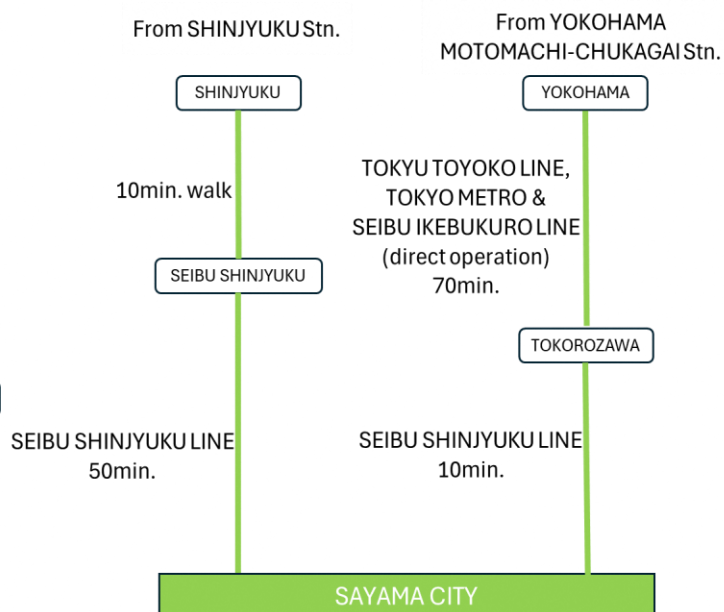 From SHINJYUKU Stn.
SHINJYUKU
10min. walk
SEIBU SHINJYUKU
SEIBU SHINJYUKU LINE
50min.
From YOKOHAMA
MOTOMACHI-CHUKAGAI Stn.
YOKOHAMA
TOKYU TOYOKO LINE,
TOKYO METRO &
SEIBU IKEBUKURO LINE
(direct operation)
70min.
TOKOROZAWA
SEIBU SHINJYUKU LINE
10min.
SAYAMA CITY